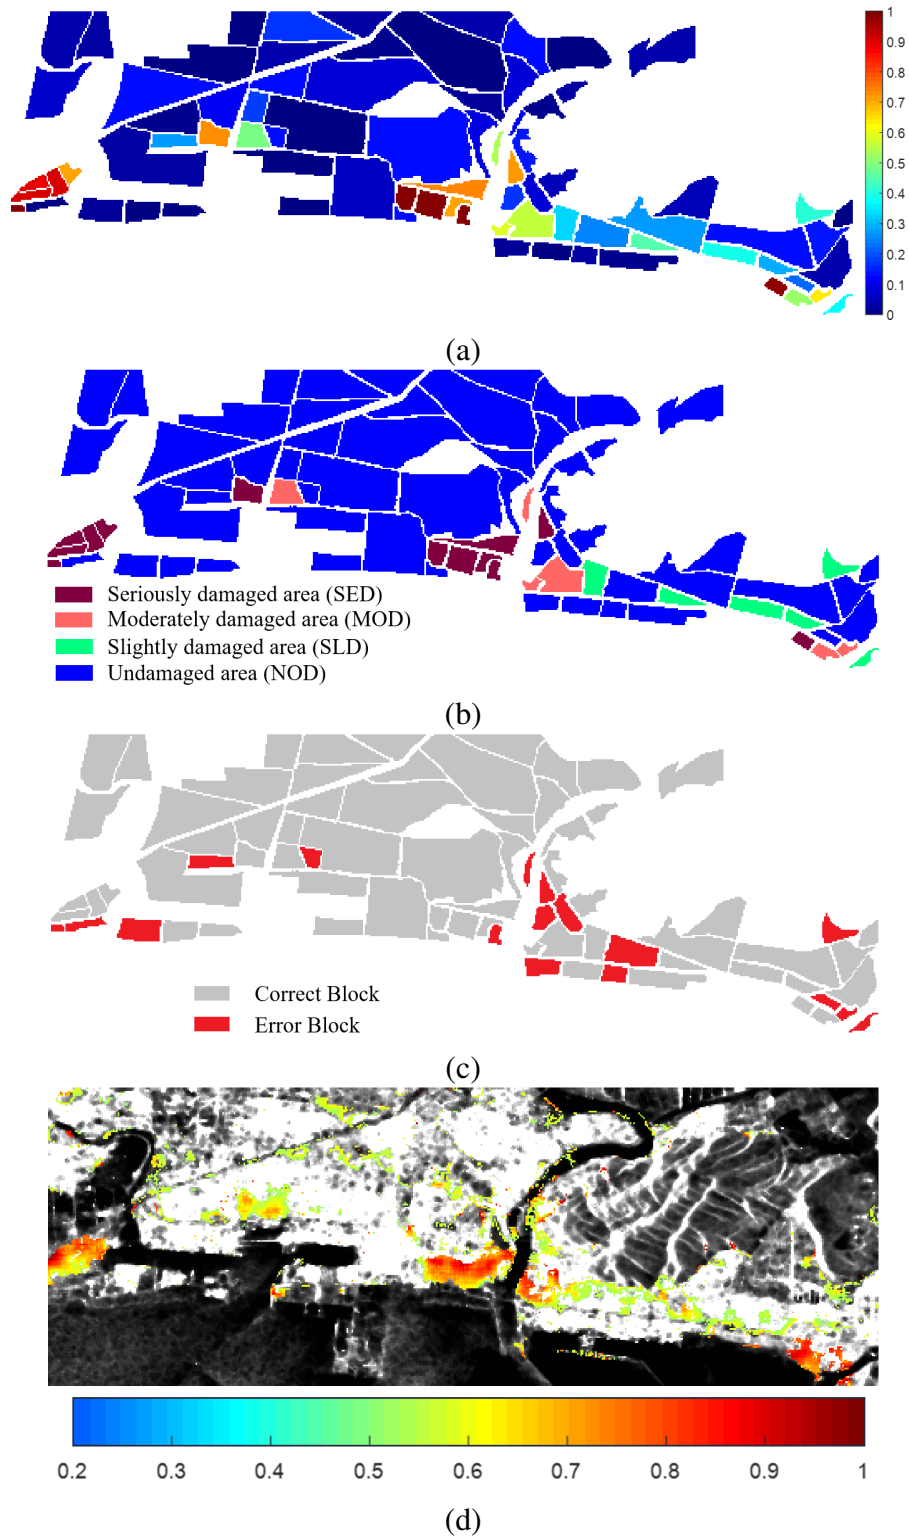 1
0.9
0.8
0.7
0.6
0.5
0.4
0.3
0.2
0.1
0
(a)
Seriously damaged area (SED)
Moderately damaged area (MOD)
Slightly damaged area (SLD)
Undamaged area (NOD)
(b)
Correct Block
Error Block
(c)
0.2 0.3 0.4 0.5 0.6 0.7 0.8 0.9 1
(d)